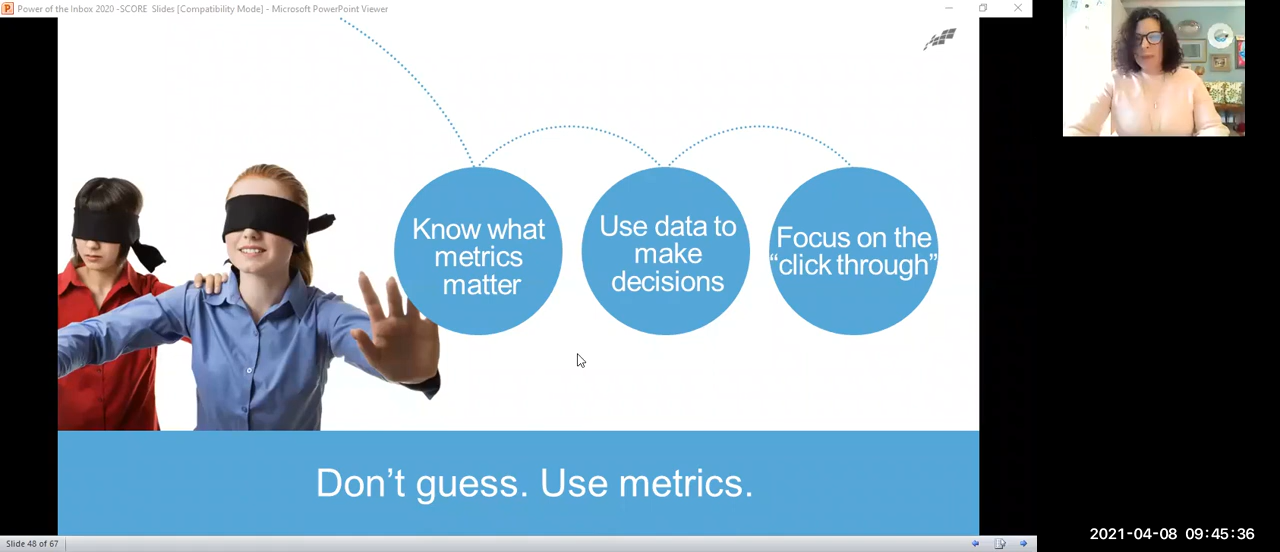 Power of the Inbox 2020 -SCORE Slides [Compatibility Mode] - Microsoft PowerPoint Viewer
Know what
metrics
matter
Use data to
make
decisions
Focus on the
“click through”
Don’t guess. Use metrics.
Slide 48 of 67
2021-04-08 09:45:36